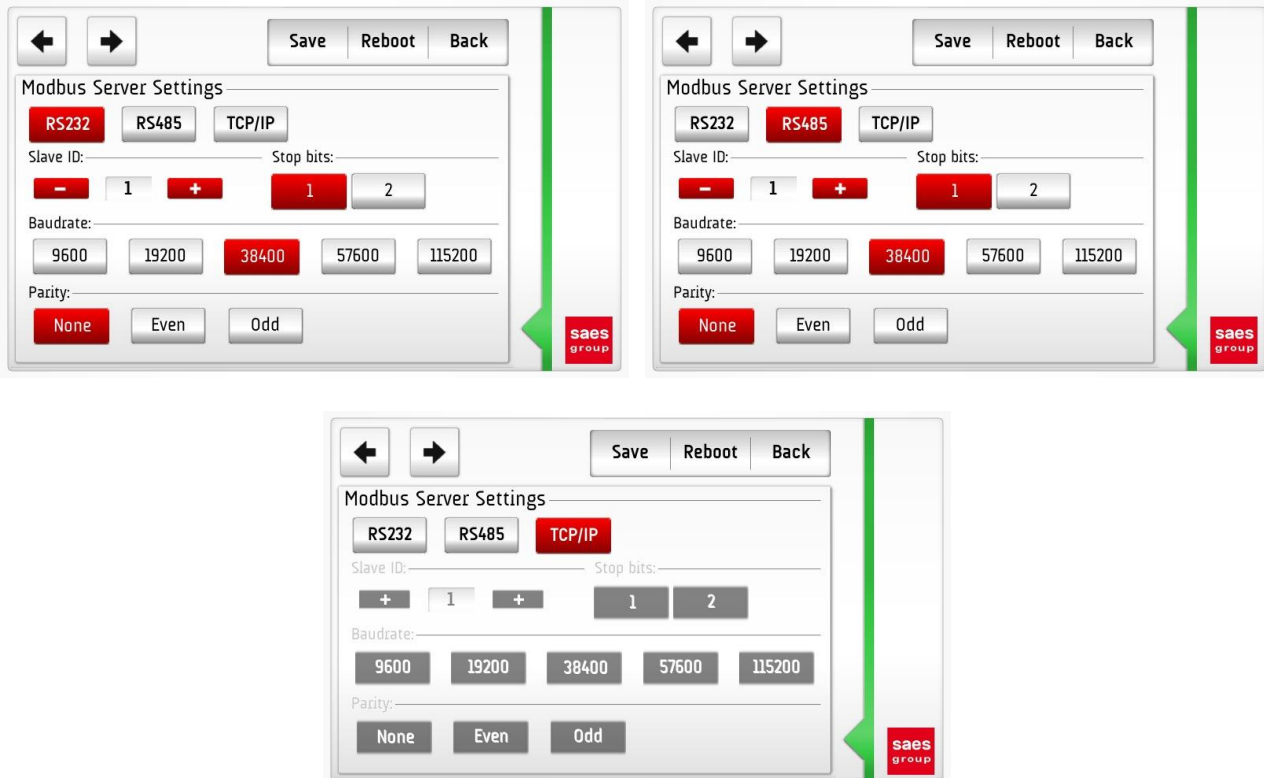 Save Reboot Back
Modbus Server Settings
RS232 RS485 TCP/IP
Slave ID: Stop bits:
− 1 + 1 2
Baudrate:
9600 19200 38400 57600 115200
Parity:
None Even Odd
saes
group
Save Reboot Back
Modbus Server Settings
RS232 RS485 TCP/IP
Slave ID: Stop bits:
− 1 + 1 2
Baudrate:
9600 19200 38400 57600 115200
Parity:
None Even Odd
saes
group
Save Reboot Back
Modbus Server Settings
RS232 RS485 TCP/IP
Slave ID: Stop bits:
+ 1 + 1 2
Baudrate:
9600 19200 38400 57600 115200
Parity:
None Even Odd
saes
group